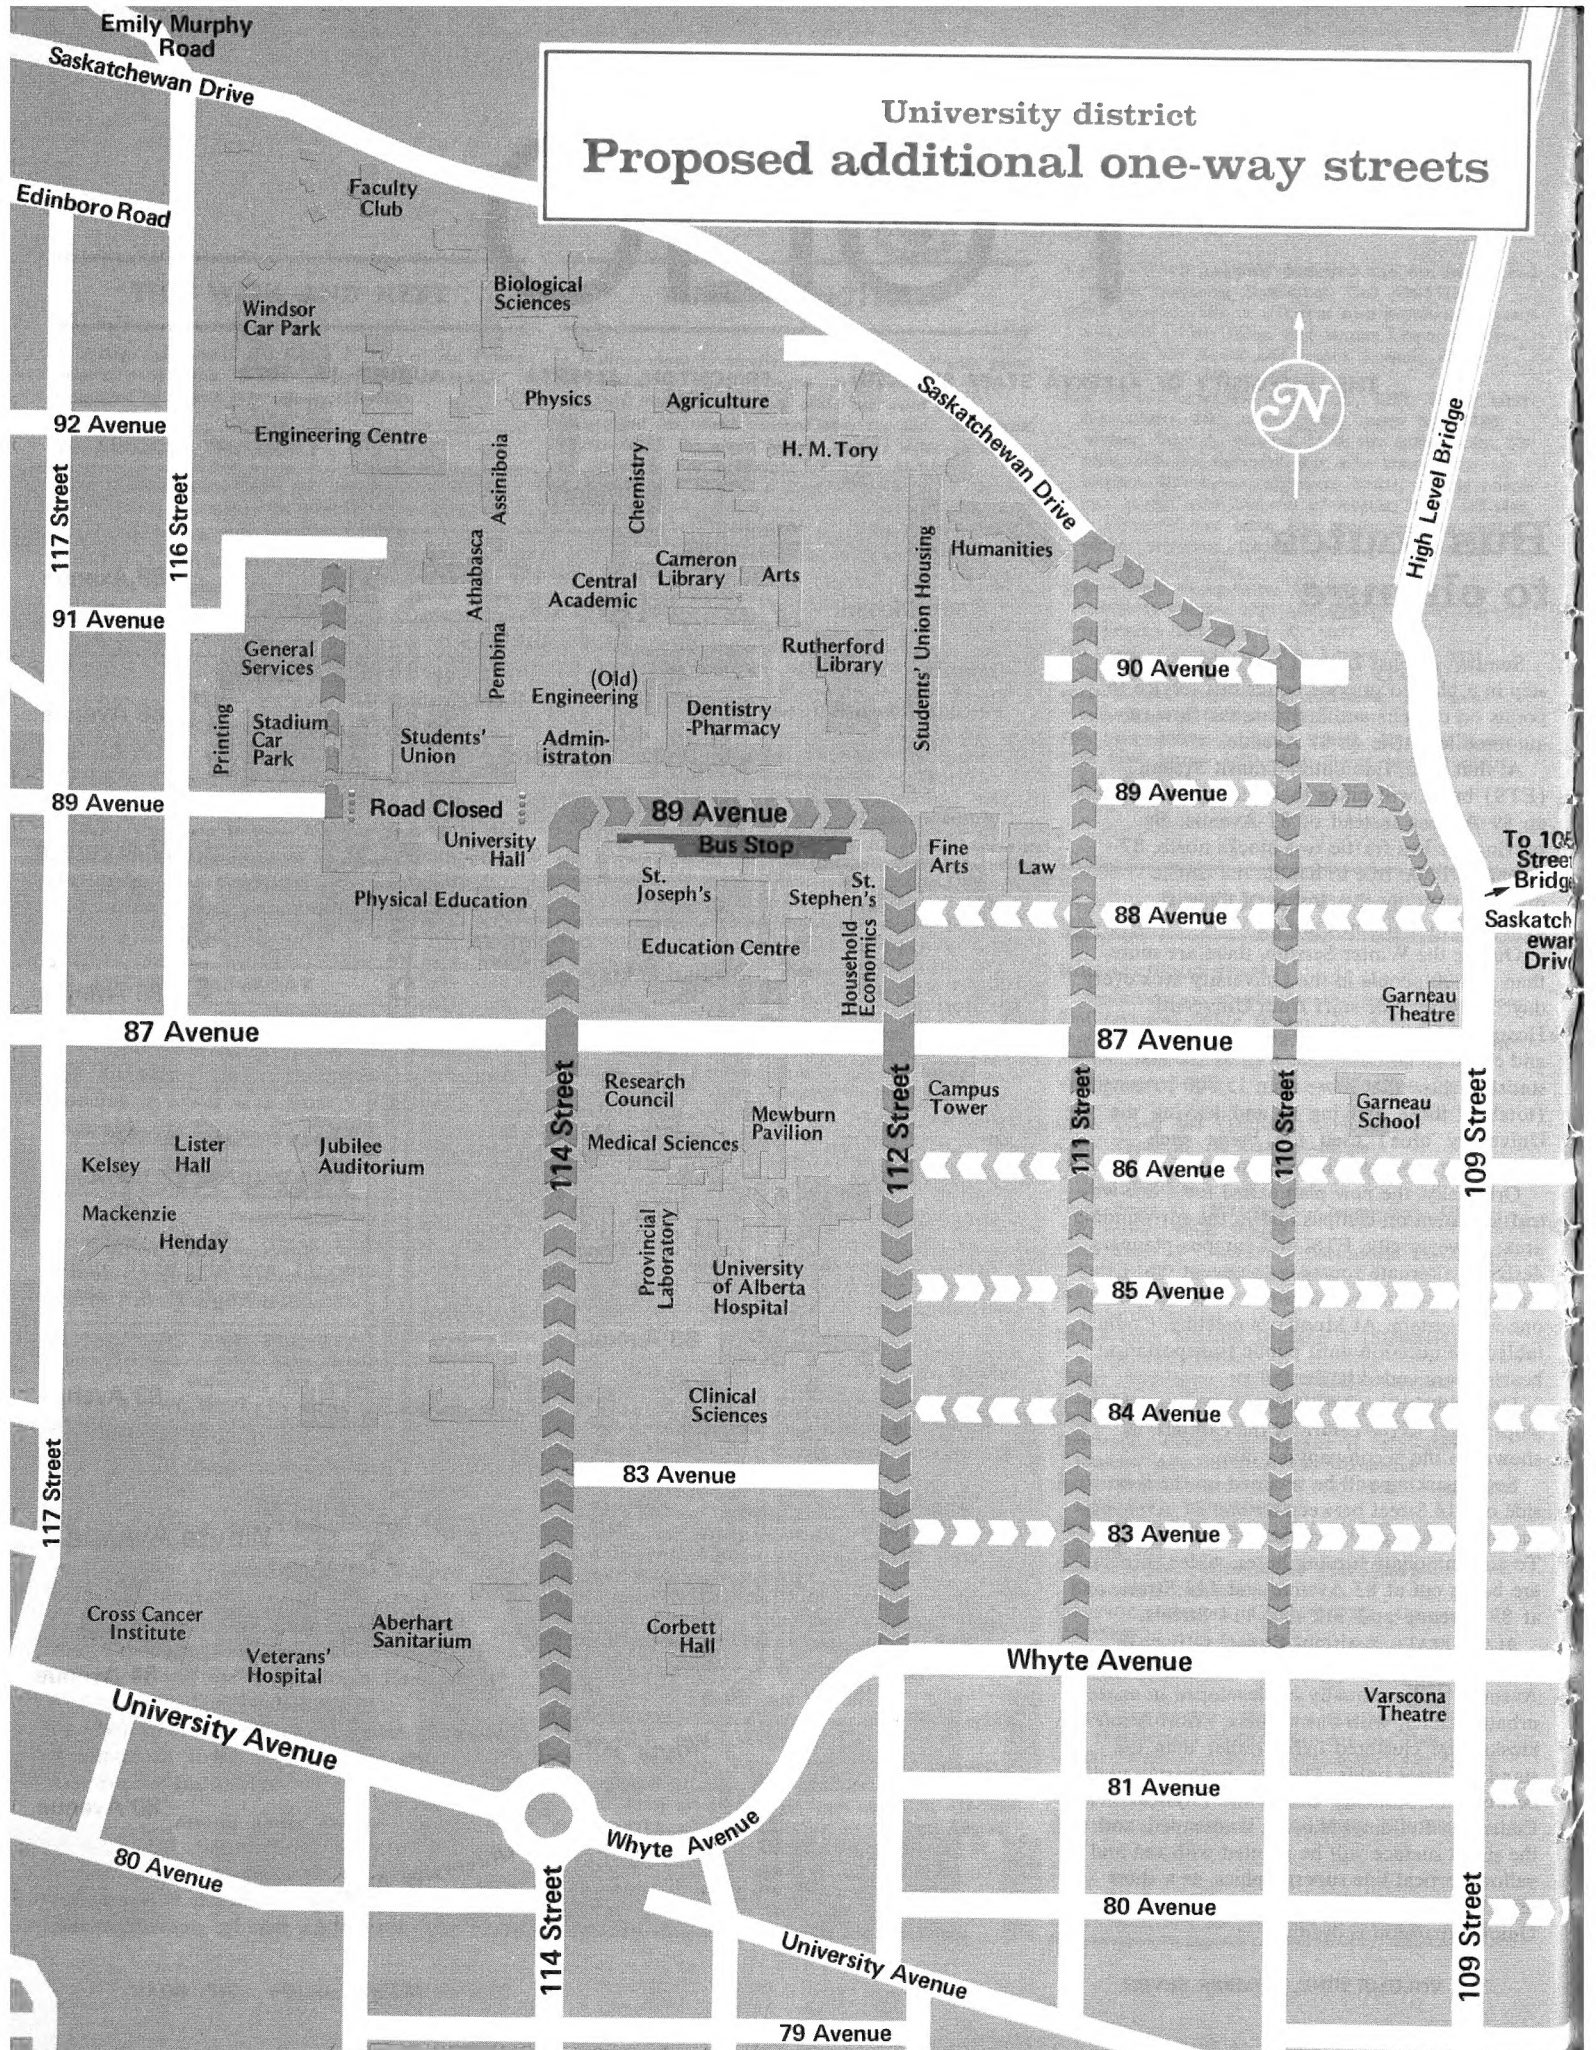 Emily Murphy
Road
Saskatchewan Drive
University district
Proposed additional one-way streets
Edinboro Road
Faculty
Club
Biological
Sciences
Windsor
Car Park
Physics
Agriculture
Saskatchewan Drive
N
High Level Bridge
92 Avenue
Engineering Centre
Assiniboia
Chemistry
H. M. Tory
117 Street
116 Street
Athabasca
Cameron
Library
Arts
Central
Academic
Students' Union Housing
Humanities
91 Avenue
General
Services
Pembina
Rutherford
Library
(Old)
Engineering
90 Avenue
Printing
Stadium
Car
Park
Students'
Union
Admin-
istraton
Dentistry
-Pharmacy
89 Avenue
Road Closed
89 Avenue
89 Avenue
Bus Stop
University
Hall
Fine
Arts
Law
To 105
Street
Bridge
St.
Joseph's
St.
Stephen's
Physical Education
88 Avenue
Saskatch
ewan
Drive
Education Centre
Household
Economics
Garneau
Theatre
87 Avenue
87 Avenue
114 Street
Research
Council
Mewburn
Pavilion
Medical Sciences
112 Street
Campus
Tower
111 Street
110 Street
Garneau
School
109 Street
Kelsey
Lister
Hall
Jubilee
Auditorium
86 Avenue
Mackenzie
Henday
Provincial
Laboratory
University
of Alberta
Hospital
85 Avenue
Clinical
Sciences
84 Avenue
83 Avenue
117 Street
83 Avenue
Cross Cancer
Institute
Aberhart
Sanitarium
Corbett
Hall
Veterans'
Hospital
Whyte Avenue
University Avenue
Varscona
Theatre
81 Avenue
Whyte Avenue
80 Avenue
114 Street
80 Avenue
109 Street
University Avenue
79 Avenue